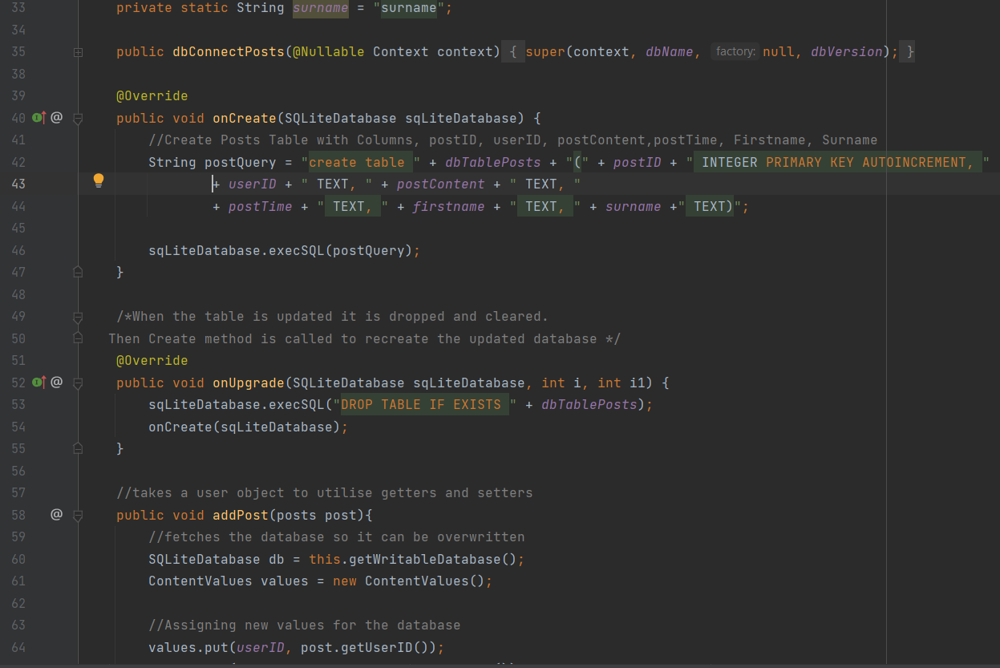 33 private static String surname = "surname";
34
35 public dbConnectPosts(@Nullable Context context) { super(context, dbName, factory: null, dbVersion); }
38
39 @Override
40 @ public void onCreate(SQLiteDatabase sqLiteDatabase) {
41 //Create Posts Table with Columns, postID, userID, postContent,postTime, Firstname, Surname
42 String postQuery = "create table " + dbTablePosts + "(" + postID + " INTEGER PRIMARY KEY AUTOINCREMENT, "
43 + userID + " TEXT, " + postContent + " TEXT, "
44 + postTime + " TEXT, " + firstname + " TEXT, " + surname +" TEXT)";
45
46 sqLiteDatabase.execSQL(postQuery);
47 }
48
49 /*When the table is updated it is dropped and cleared.
50 Then Create method is called to recreate the updated database */
51 @Override
52 @ public void onUpgrade(SQLiteDatabase sqLiteDatabase, int i, int i1) {
53 sqLiteDatabase.execSQL("DROP TABLE IF EXISTS " + dbTablePosts);
54 onCreate(sqLiteDatabase);
55 }
56
57 //takes a user object to utilise getters and setters
58 @ public void addPost(posts post){
59 //fetches the database so it can be overwritten
60 SQLiteDatabase db = this.getWritableDatabase();
61 ContentValues values = new ContentValues();
62
63 //Assigning new values for the database
64 values.put(userID, post.getUserID());